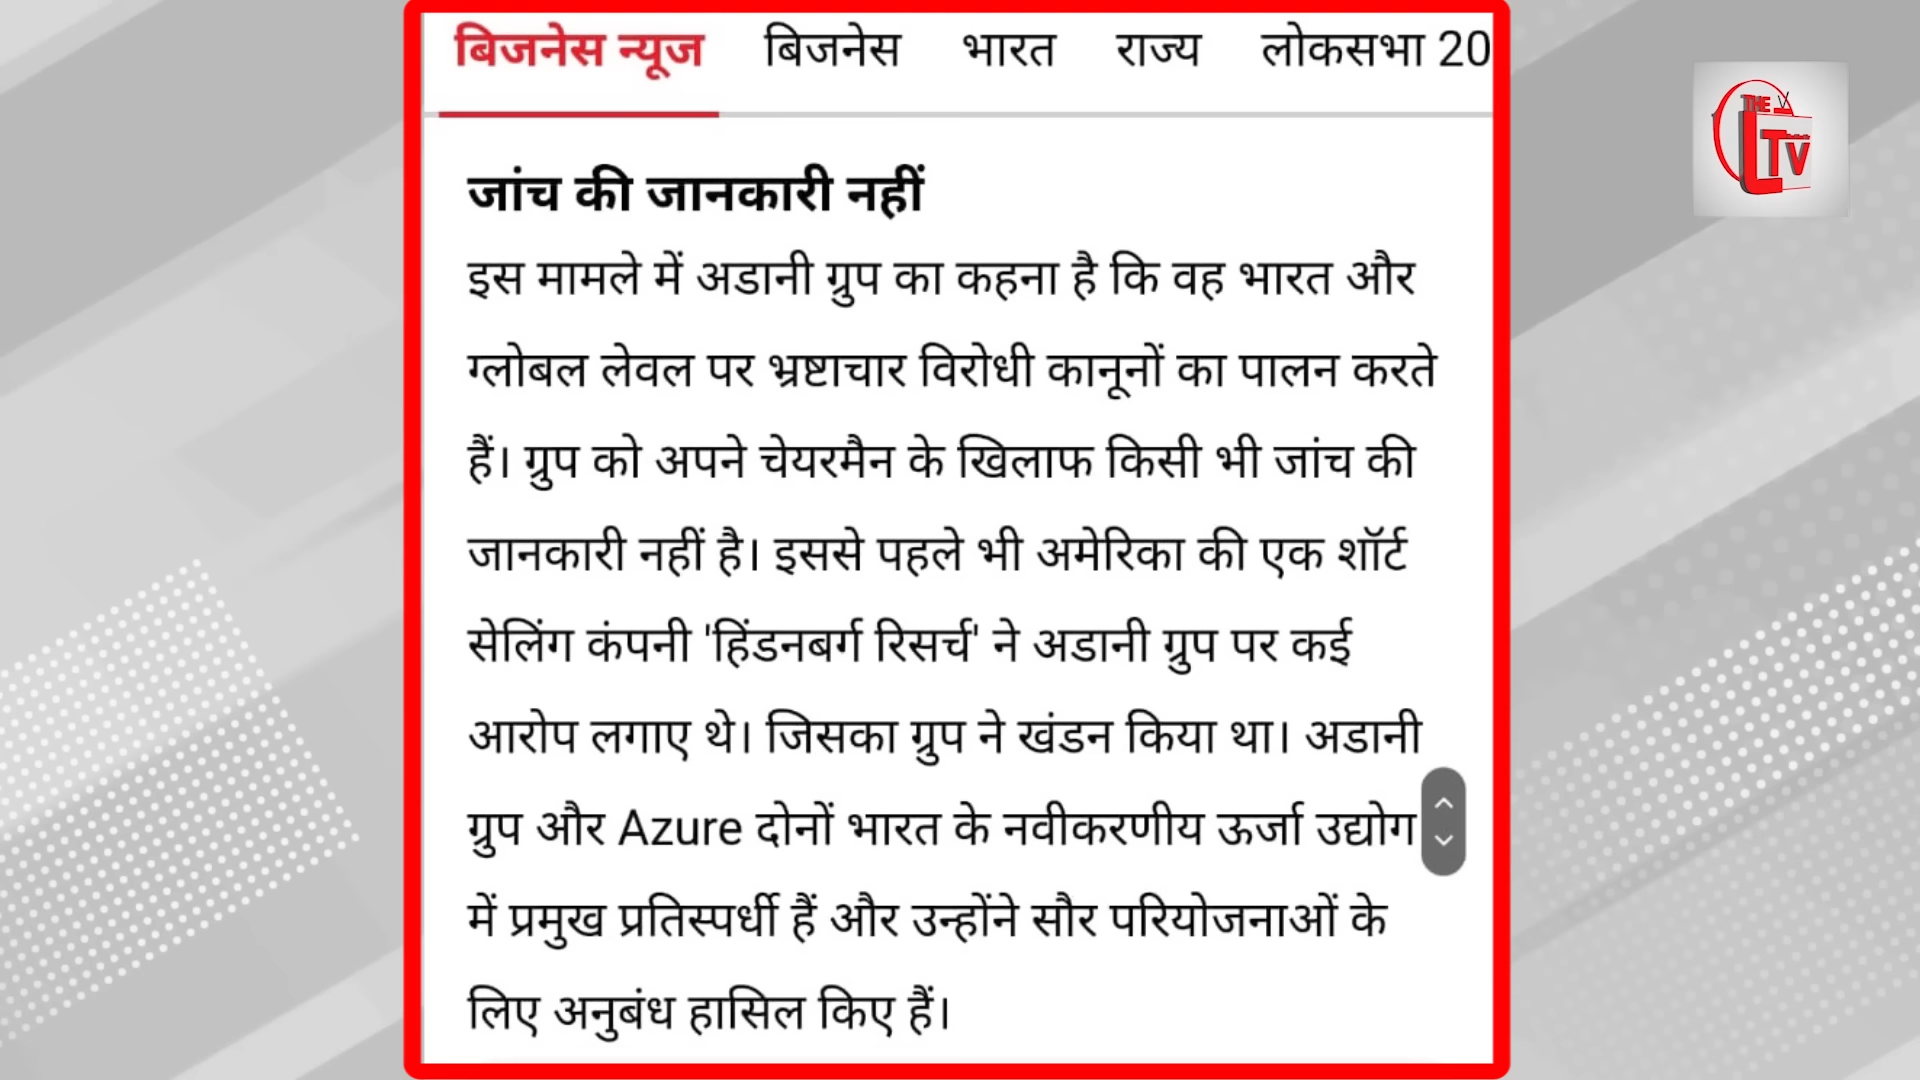 बिजनेस न्यूज बिजनेस भारत राज्य लोकसभा 20
THE
LTV
जांच की जानकारी नहीं
इस मामले में अडानी ग्रुप का कहना है कि वह भारत और
ग्लोबल लेवल पर भ्रष्टाचार विरोधी कानूनों का पालन करते
हैं। ग्रुप को अपने चेयरमैन के खिलाफ किसी भी जांच की
जानकारी नहीं है। इससे पहले भी अमेरिका की एक शॉर्ट
सेलिंग कंपनी 'हिंडनबर्ग रिसर्च' ने अडानी ग्रुप पर कई
आरोप लगाए थे। जिसका ग्रुप ने खंडन किया था। अडानी
ग्रुप और Azure दोनों भारत के नवीकरणीय ऊर्जा उद्योग
में प्रमुख प्रतिस्पर्धी हैं और उन्होंने सौर परियोजनाओं के
लिए अनुबंध हासिल किए हैं।